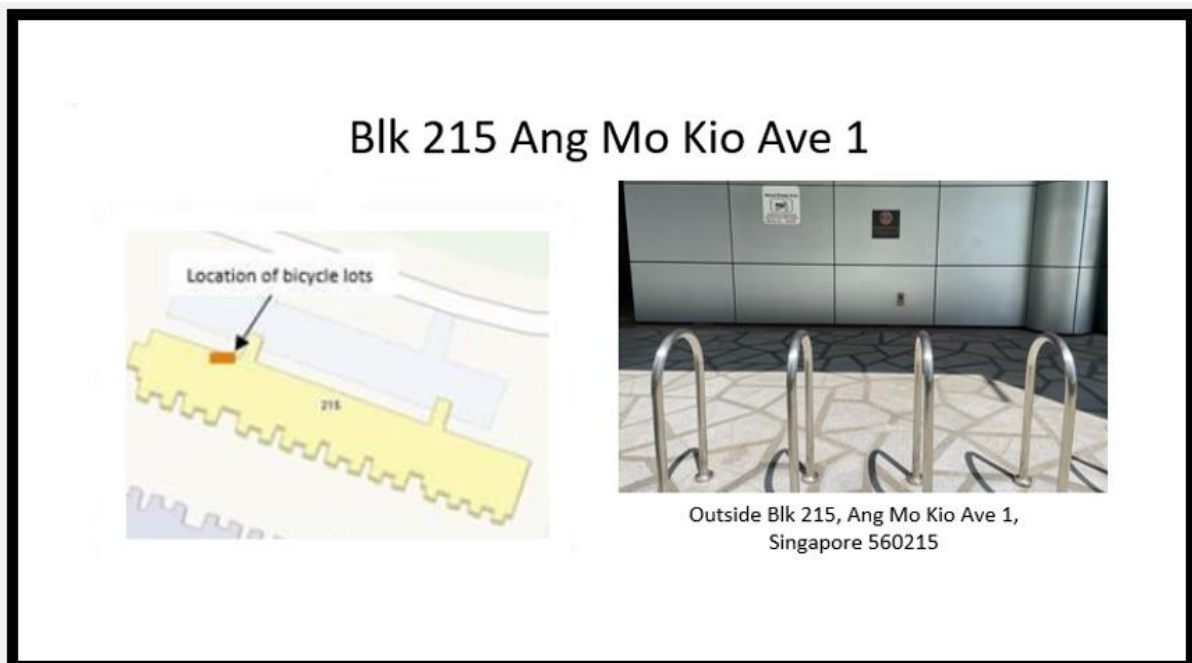 Blk 215 Ang Mo Kio Ave 1
Location of bicycle lots
215
Outside Blk 215, Ang Mo Kio Ave 1,
Singapore 560215